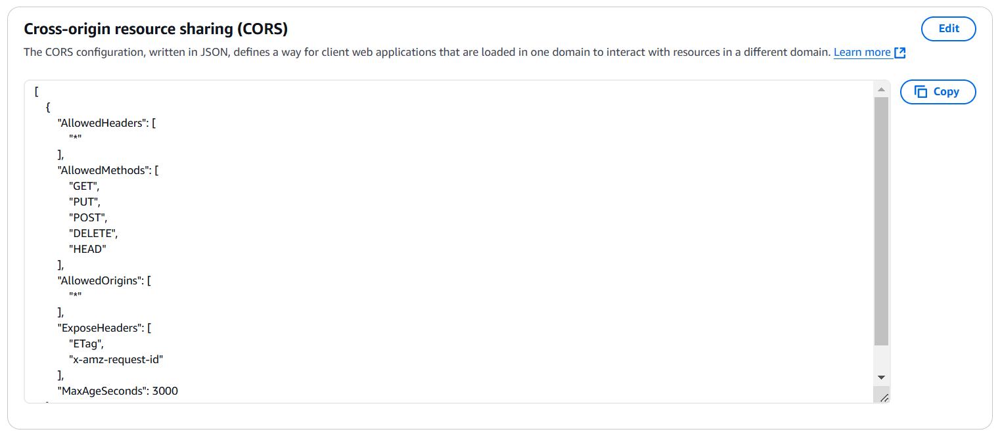 Cross-origin resource sharing (CORS)
Edit
The CORS configuration, written in JSON, defines a way for client web applications that are loaded in one domain to interact with resources in a different domain. Learn more
Copy
[
{
"AllowedHeaders": [
"*"
],
"AllowedMethods": [
"GET",
"PUT",
"POST",
"DELETE",
"HEAD"
],
"AllowedOrigins": [
"*"
],
"ExposeHeaders": [
"ETag",
"x-amz-request-id"
],
"MaxAgeSeconds": 3000